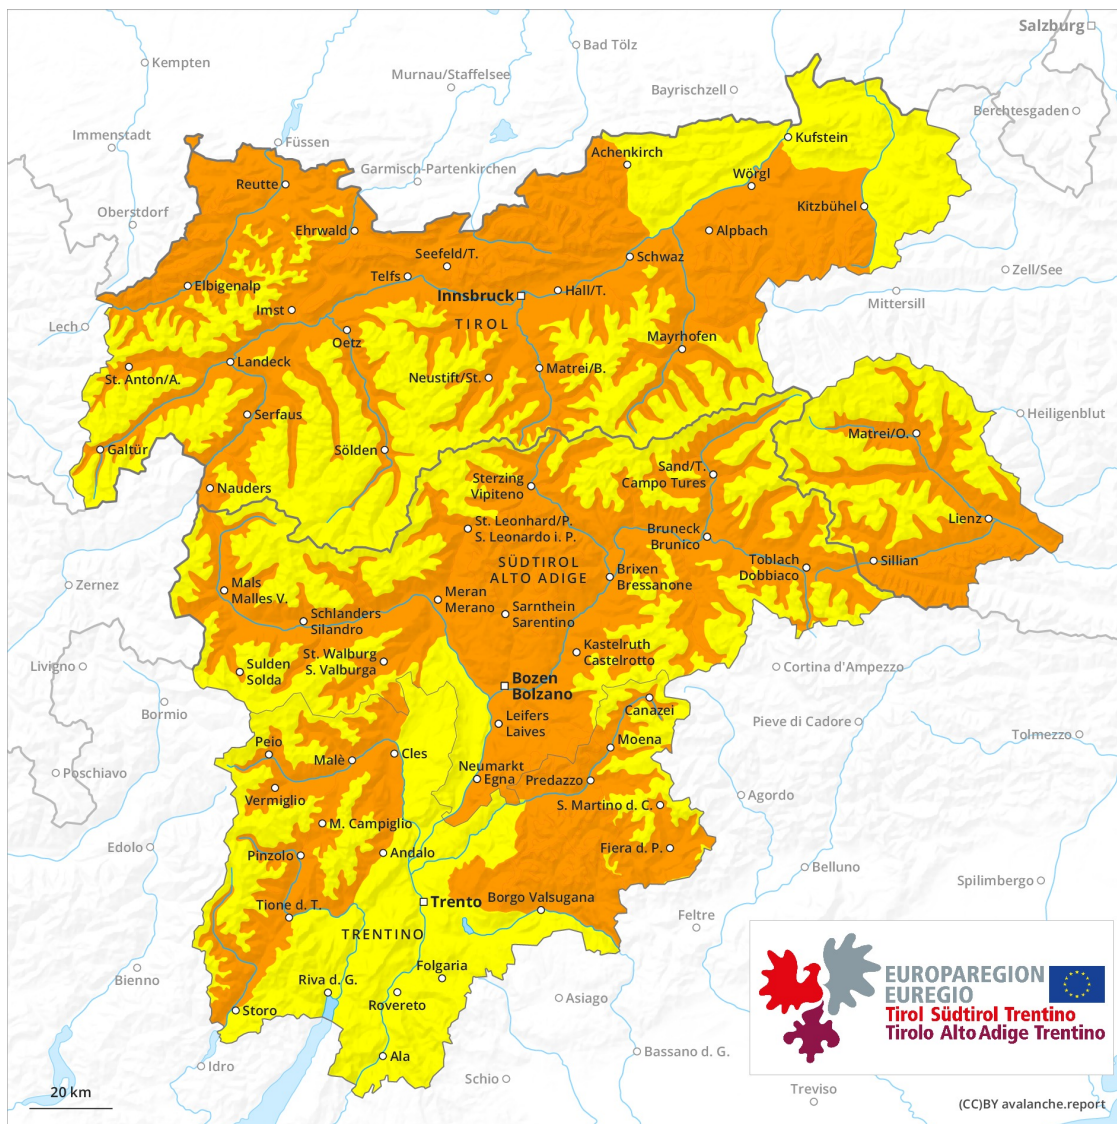 Salzburg
Bad Tölz
Kempten
Murnau/Staffelsee
Bayrischzell
Berchtesgaden
Immenstadt
Füssen
Kufstein
Achenkirch
Garmisch-Partenkirchen
Wörgl
Reutte
Oberstdorf
Kitzbühel
Ehrwald
Alpbach
Seefeld/T.
Schwaz
Zell/See
Telfs
Elbigenalp
Hall/T.
Innsbruck
Mittersill
Imst
TIROL
Lech
Oetz
Mayrhofen
Landeck
Matrei/B.
St. Anton/A.
Neustift/St.
Serfaus
Heiligenblut
Matrei/O.
Galtür
Sölden
Sand/T.
Campo Tures
Sterzing
Vipiteno
Nauders
Lienz
St. Leonhard/P.
S. Leonardo i. P.
Bruneck
Brunico
SÜDTIROL
ALTO ADIGE
Toblach
Dobbiaco
Sillian
Brixen
Bressanone
Zernez
Mals
Malles V.
Meran
Merano
Sarnthein
Sarentino
Schlanders
Silandro
Kastelruth
Castelrotto
St. Walburg
S. Valburga
Livigno
Sulden
Solda
Cortina d'Ampezzo
Bozen
Bolzano
Bormio
Canazei
Leifers
Laives
Pieve di Cadore
Tolmezzo
Moena
Peio
Cles
Malè
Poschiavo
Neumarkt
Egna
Predazzo
Vermiglio
Agordo
S. Martino d. C.
M. Campiglio
Edolo
Pinzolo
Andalo
Fiera d. P.
Belluno
Spilimbergo
Tione d. T.
Trento
Borgo Valsugana
Feltre
TRENTINO
Folgaria
Bienno
Riva d. G.
Rovereto
Asiago
Storo
Ala
Bassano d. G.
Idro
Schio
Treviso
EUROPAREGION
EUREGIO
Tirol Südtirol Trentino
Tirolo Alto Adige Trentino
20 km
(CC)BY avalanche.report